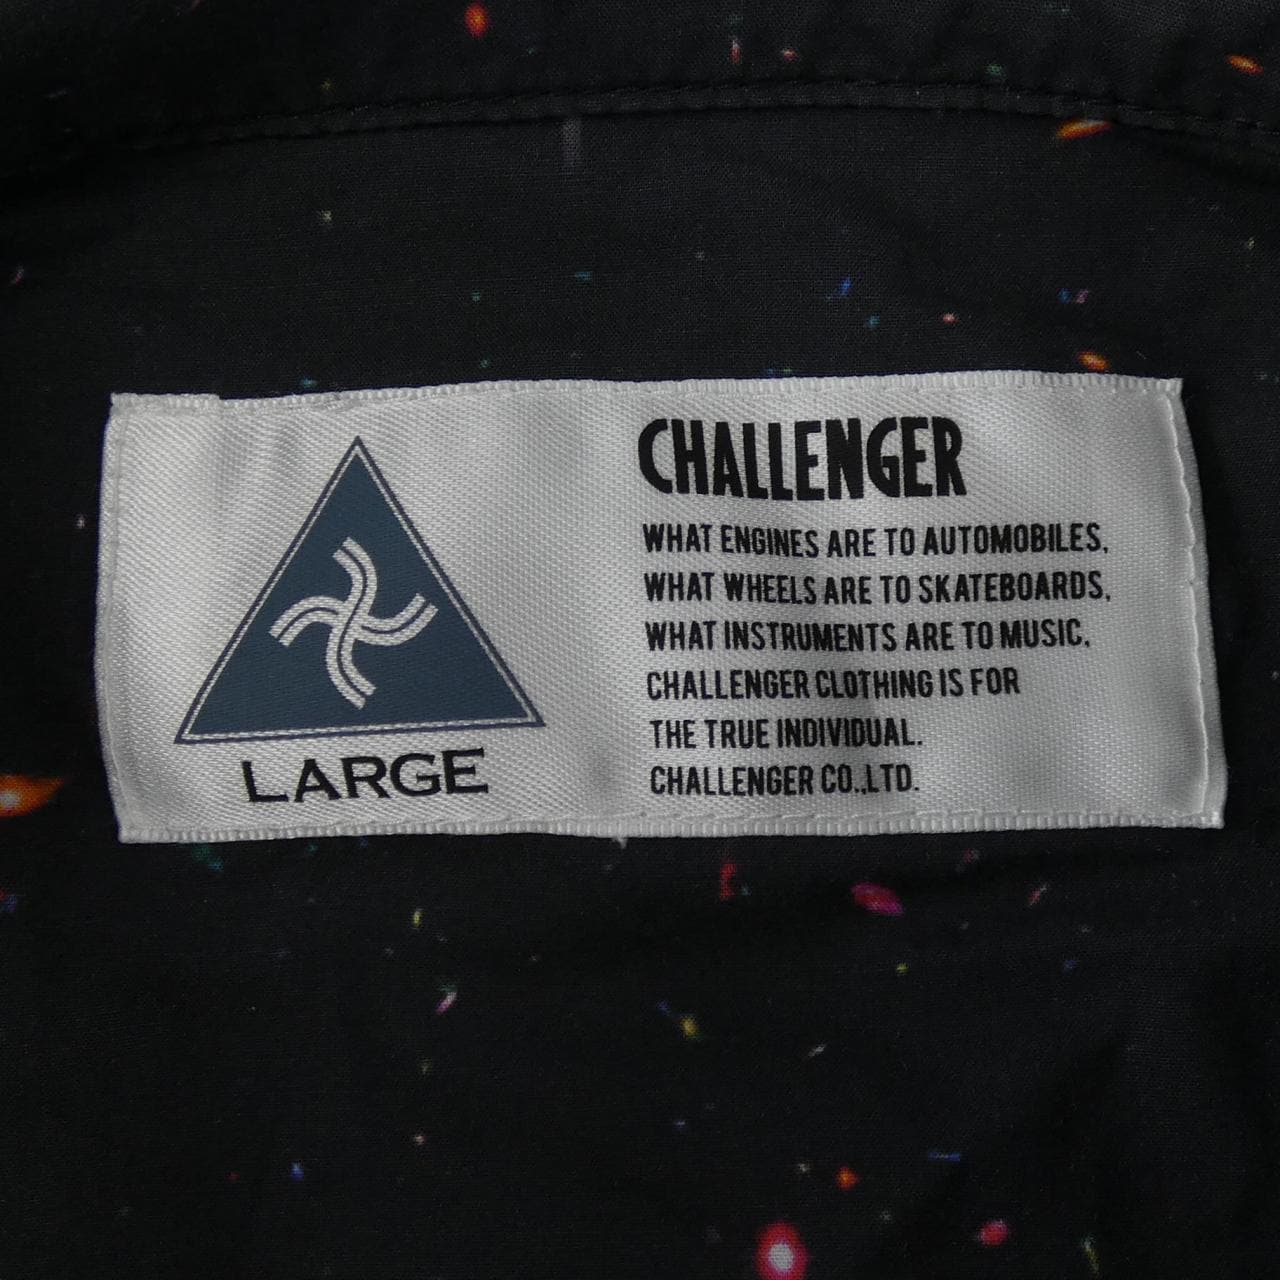 LARGE
CHALLENGER
WHAT ENGINES ARE TO AUTOMOBILES,
WHAT WHEELS ARE TO SKATEBOARDS,
WHAT INSTRUMENTS ARE TO MUSIC,
CHALLENGER CLOTHING IS FOR
THE TRUE INDIVIDUAL.
CHALLENGER CO.,LTD.